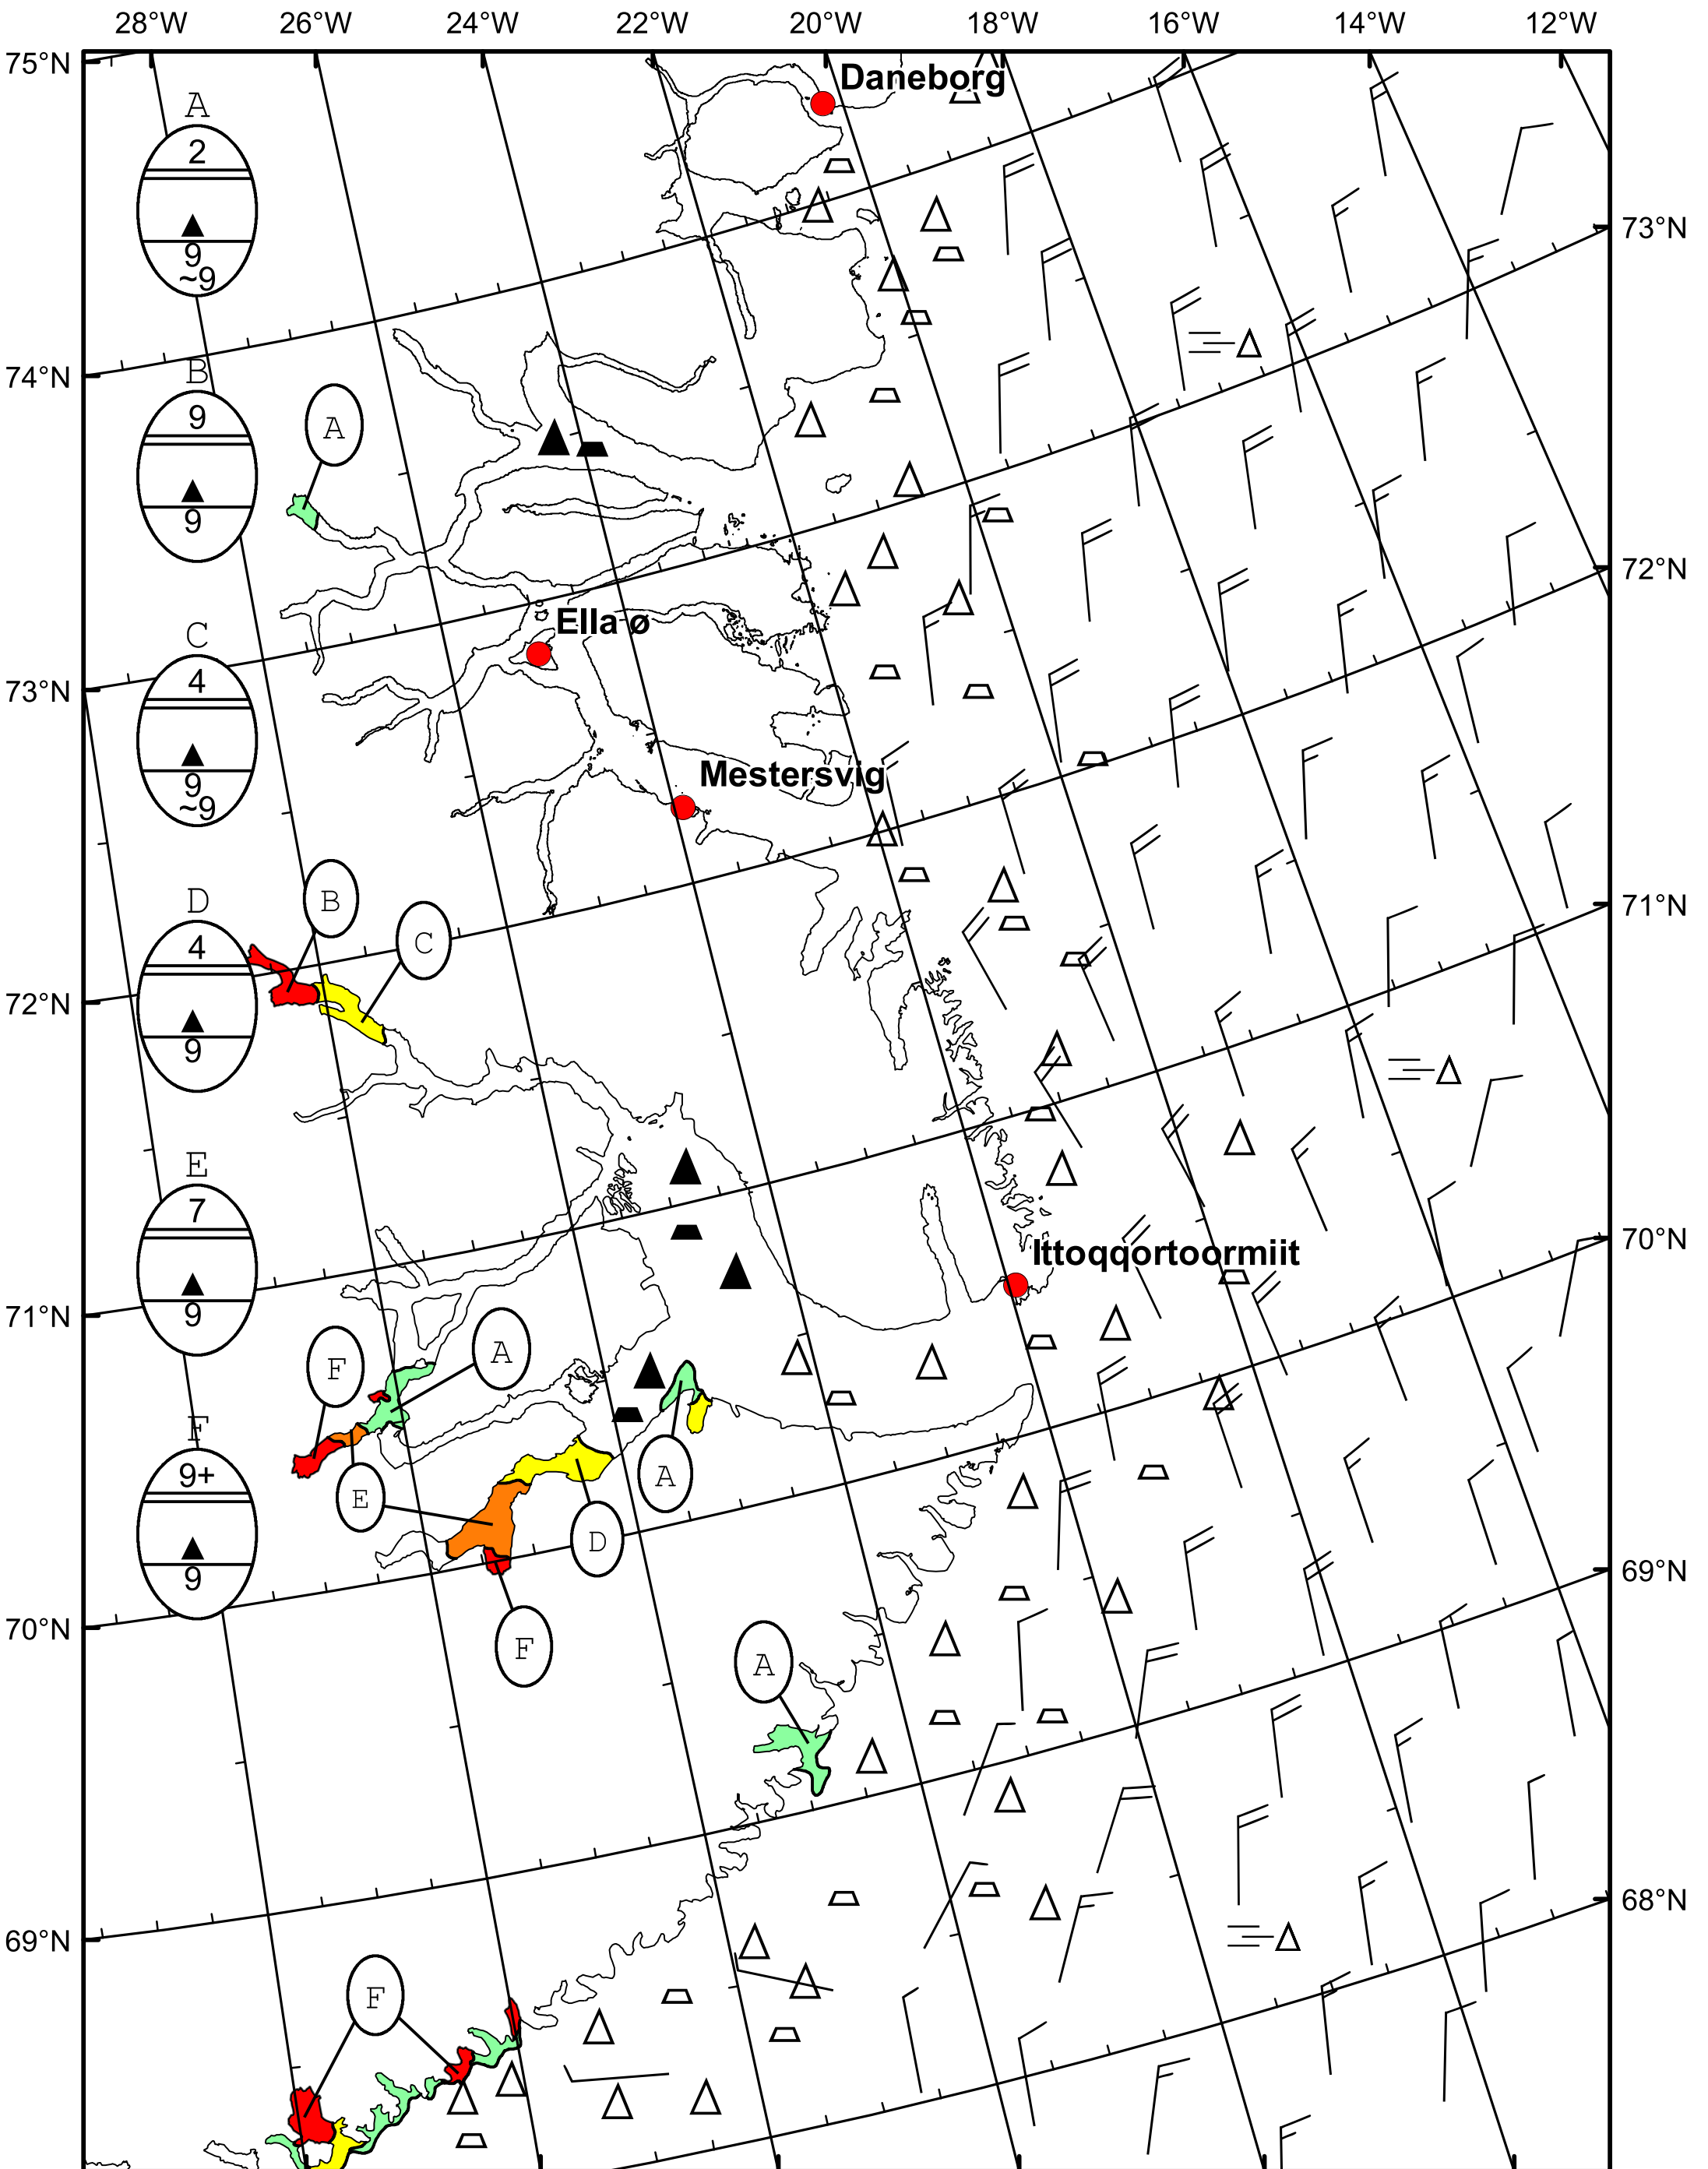 28°W 26°W 24°W 22°W 20°W 18°W 16°W 14°W 12°W
75°N
Daneborg
A
2
9
~9
73°N
74°N
B
9
9
A
72°N
C
4
9
~9
Ella ø
73°N
Mestersvig
B
71°N
C
D
4
9
72°N
E
7
9
70°N
Ittoqqortoormiit
71°N
F
A
F
9+
9
A
E
D
69°N
70°N
F
A
68°N
69°N
F